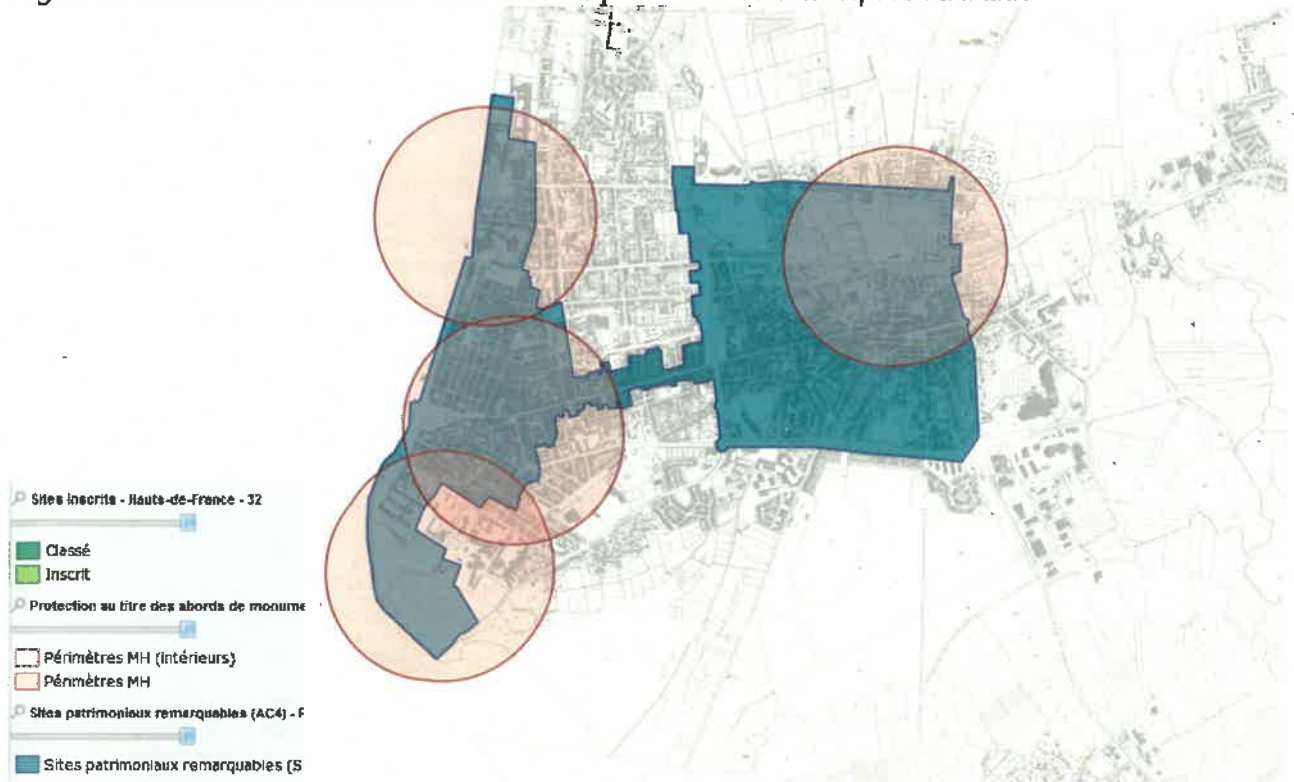 Sites inscrits - Hauts-de-France - 32
Classé
Inscrit
Protection au titre des abords de monume
Périmètres MH (intérieurs)
Périmètres MH
Sites patrimoniaux remarquables (AC4) - F
Sites patrimoniaux remarquables (S